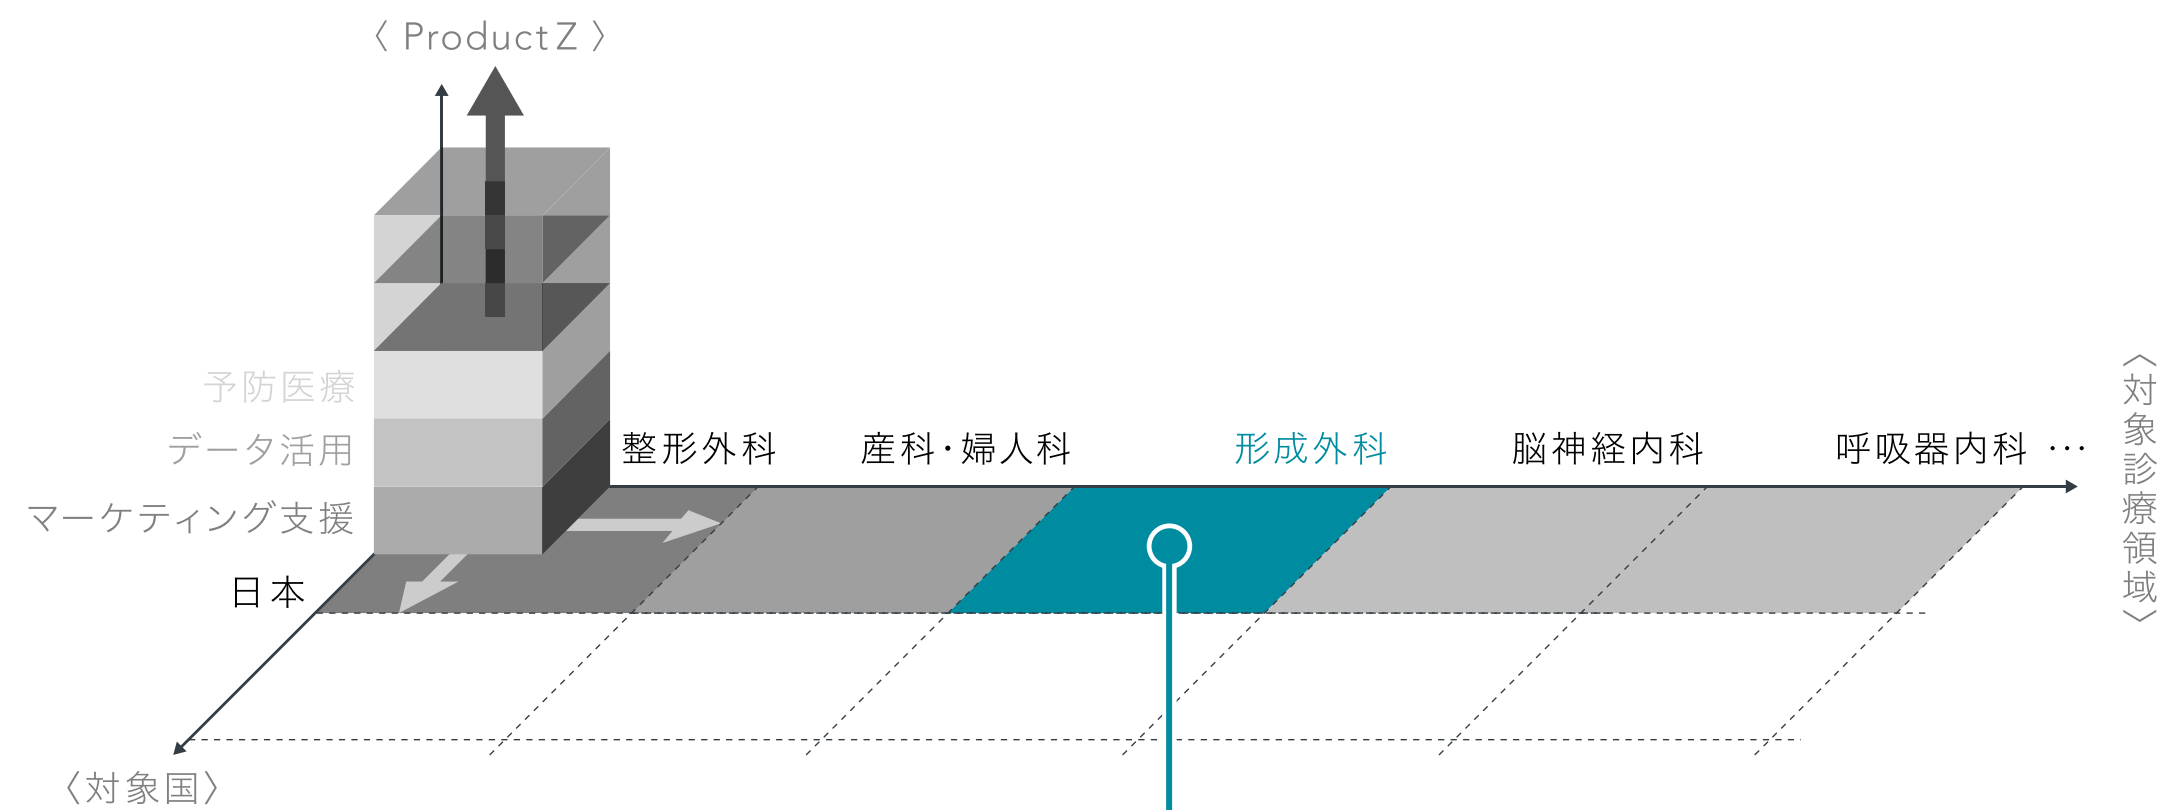 〈 ProductZ 〉
予防医療
データ活用
マーケティング支援
整形外科
産科・婦人科
形成外科
脳神経内科
呼吸器内科 …
〈対象診療領域〉
日本
〈対象国〉